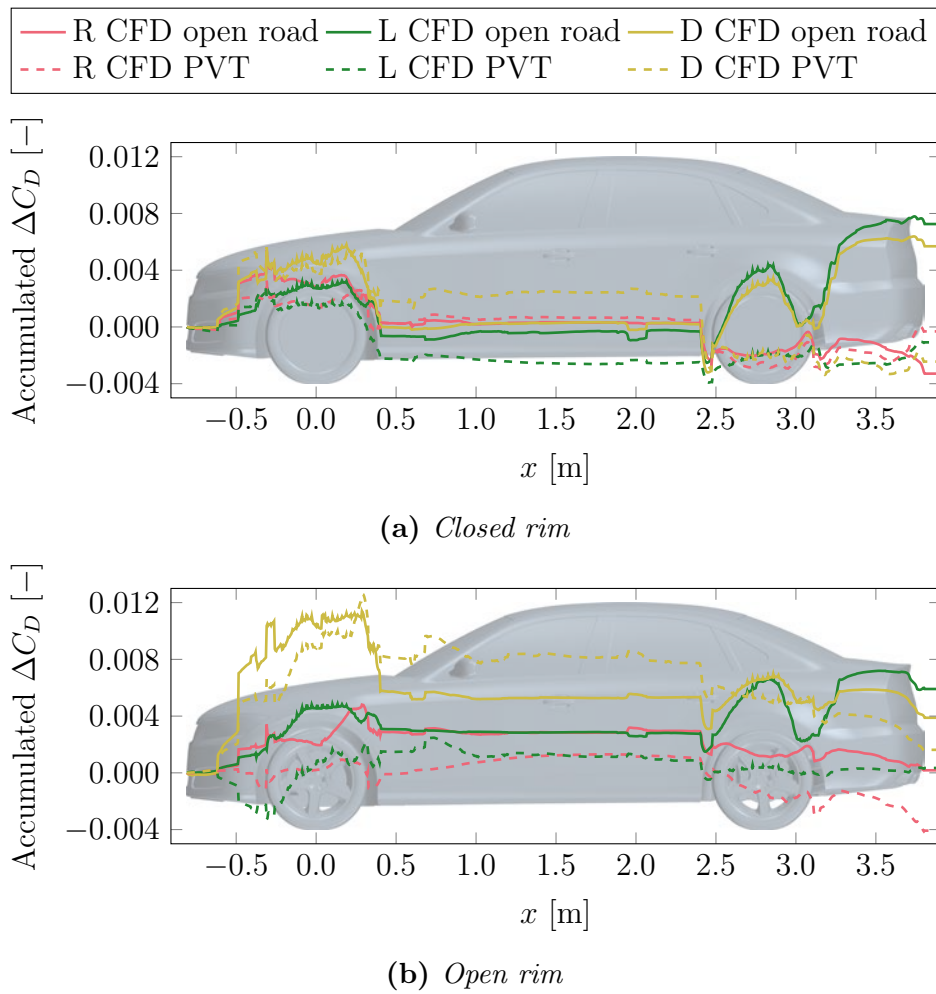 R CFD open road L CFD open road D CFD open road
R CFD PVT L CFD PVT D CFD PVT
Accumulated ΔC_D [−]
0.012
0.008
0.004
0.000
−0.004
−0.5 0.0 0.5 1.0 1.5 2.0 2.5 3.0 3.5
x [m]
(a) Closed rim
Accumulated ΔC_D [−]
0.012
0.008
0.004
0.000
−0.004
−0.5 0.0 0.5 1.0 1.5 2.0 2.5 3.0 3.5
x [m]
(b) Open rim